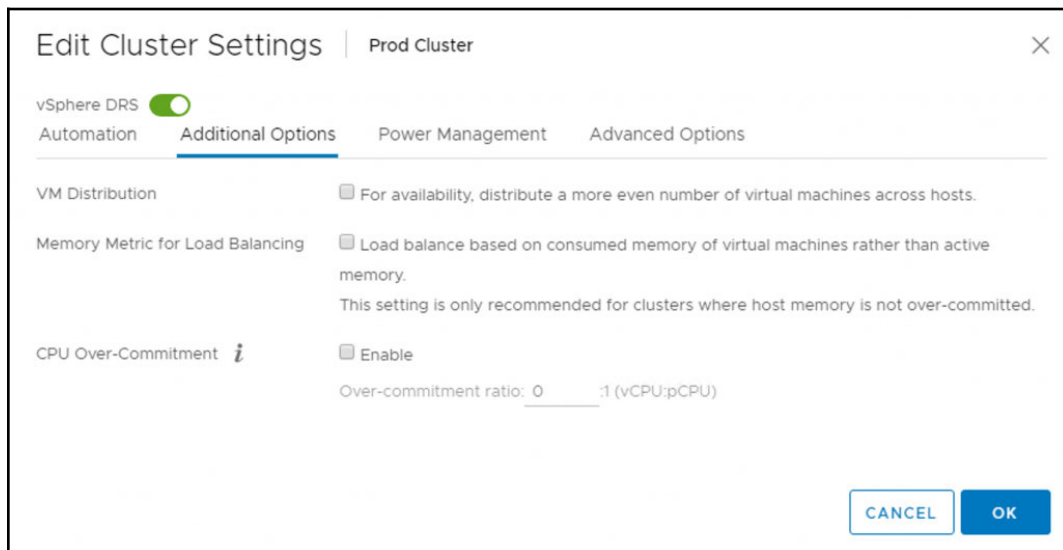 Edit Cluster Settings | Prod Cluster
vSphere DRS
Automation Additional Options Power Management Advanced Options
VM Distribution For availability, distribute a more even number of virtual machines across hosts.
Memory Metric for Load Balancing Load balance based on consumed memory of virtual machines rather than active
memory.
This setting is only recommended for clusters where host memory is not over-committed.
CPU Over-Commitment i Enable
Over-commitment ratio: 0 :1 (vCPU:pCPU)
CANCEL OK